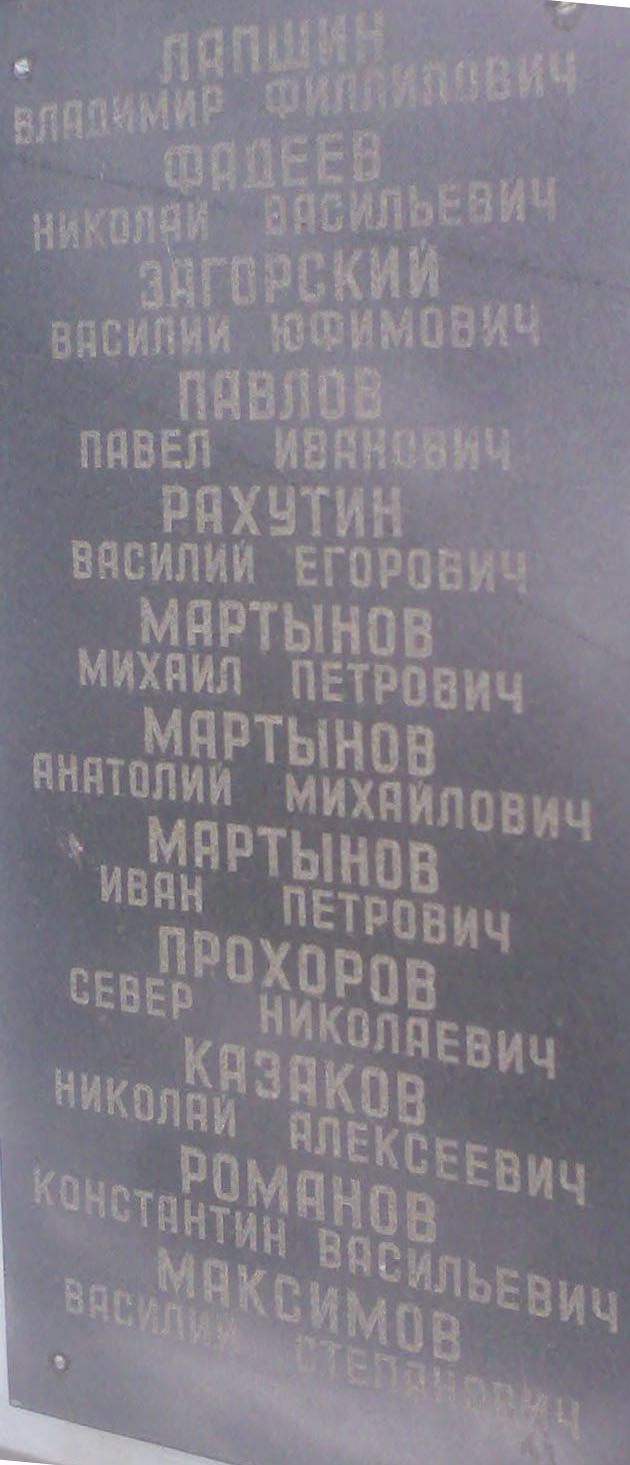 ЛАПШИН
ВЛАДИМИР ФИЛЛИПОВИЧ
ФАДЕЕВ
НИКОЛАЙ ВАСИЛЬЕВИЧ
ЗАГОРСКИЙ
ВАСИЛИЙ ЮФИМОВИЧ
ПАВЛОВ
ПАВЕЛ ИВАНОВИЧ
РАХУТИН
ВАСИЛИЙ ЕГОРОВИЧ
МАРТЫНОВ
МИХАИЛ ПЕТРОВИЧ
МАРТЫНОВ
АНАТОЛИЙ МИХАЙЛОВИЧ
МАРТЫНОВ
ИВАН ПЕТРОВИЧ
ПРОХОРОВ
СЕВЕР НИКОЛАЕВИЧ
КАЗАКОВ
НИКОЛАЙ АЛЕКСЕЕВИЧ
РОМАНОВ
КОНСТАНТИН ВАСИЛЬЕВИЧ
МАКСИМОВ
ВАСИЛИЙ СТЕПАНОВИЧ